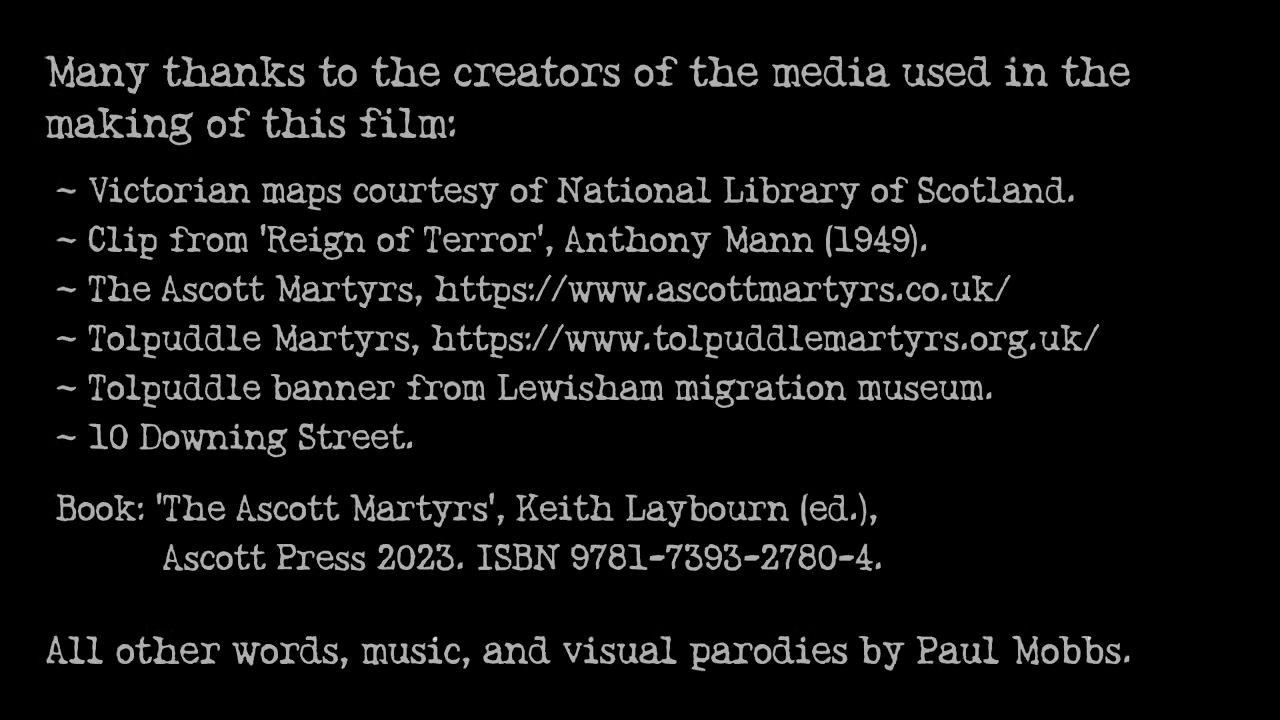 Many thanks to the creators of the media used in the
making of this film:
~ Victorian maps courtesy of National Library of Scotland.
~ Clip from 'Reign of Terror', Anthony Mann (1949).
~ The Ascott Martyrs, https://www.ascottmartyrs.co.uk/
~ Tolpuddle Martyrs, https://www.tolpuddlemartyrs.org.uk/
~ Tolpuddle banner from Lewisham migration museum.
~ 10 Downing Street.
Book: 'The Ascott Martyrs', Keith Laybourn (ed.),
Ascott Press 2023. ISBN 9781-7393-2780-4.
All other words, music, and visual parodies by Paul Mobbs.